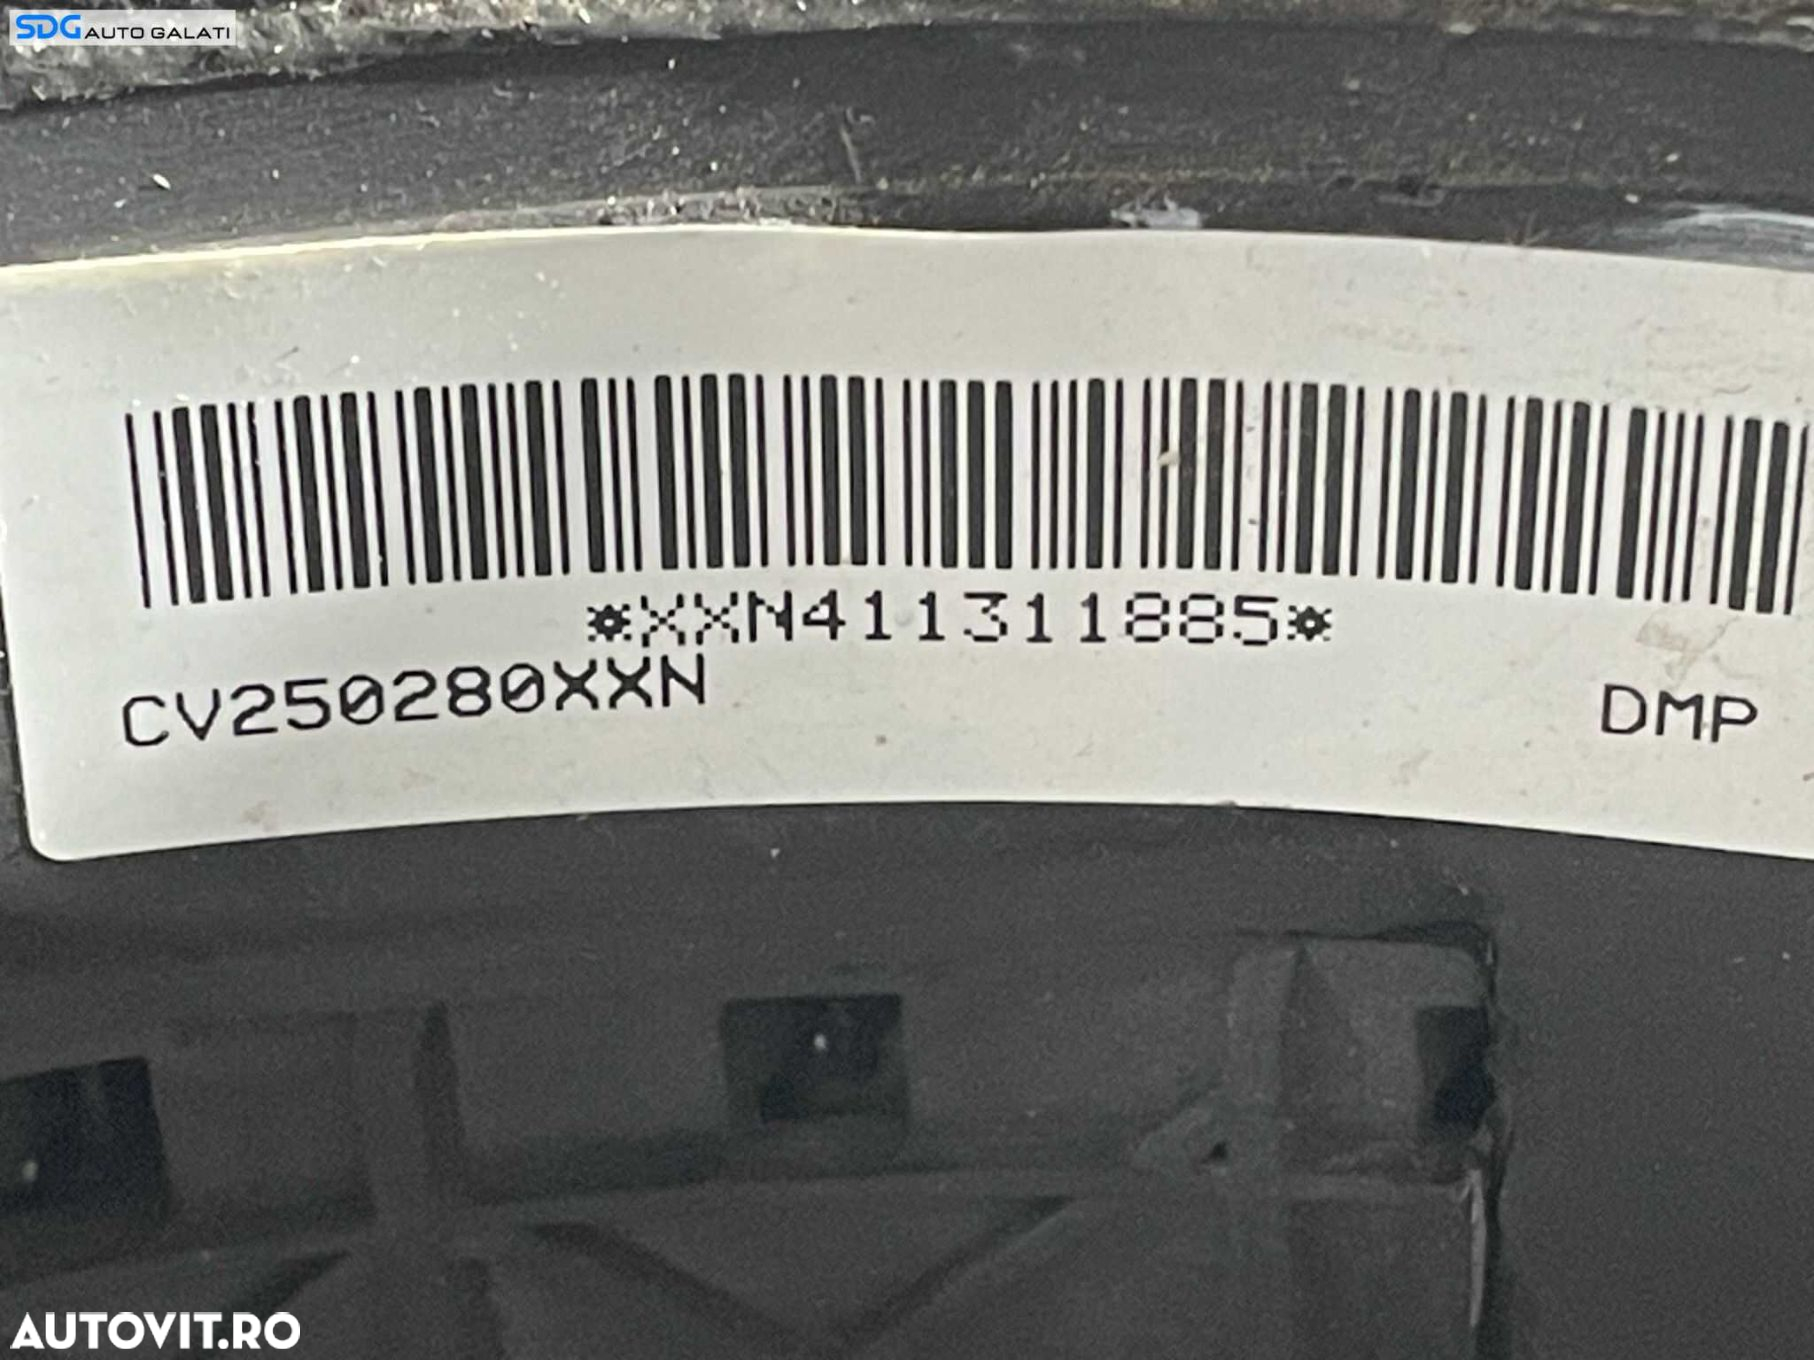 SDG AUTO GALATI
*XXN411311885*
CV250280XXN
DMP
AUTOVIT.RO